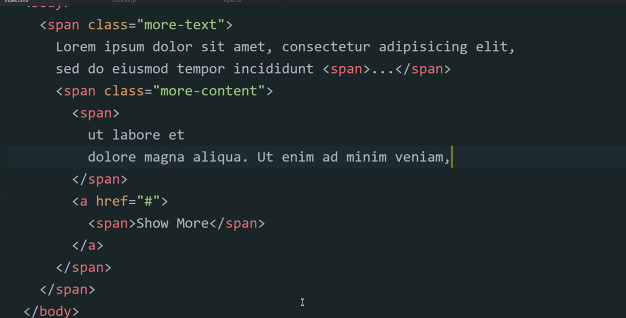 <body>
<span class="more-text">
Lorem ipsum dolor sit amet, consectetur adipisicing elit,
sed do eiusmod tempor incididunt <span>...</span>
<span class="more-content">
<span>
ut labore et
dolore magna aliqua. Ut enim ad minim veniam,
</span>
<a href="#">
<span>Show More</span>
</a>
</span>
</span>
</body>